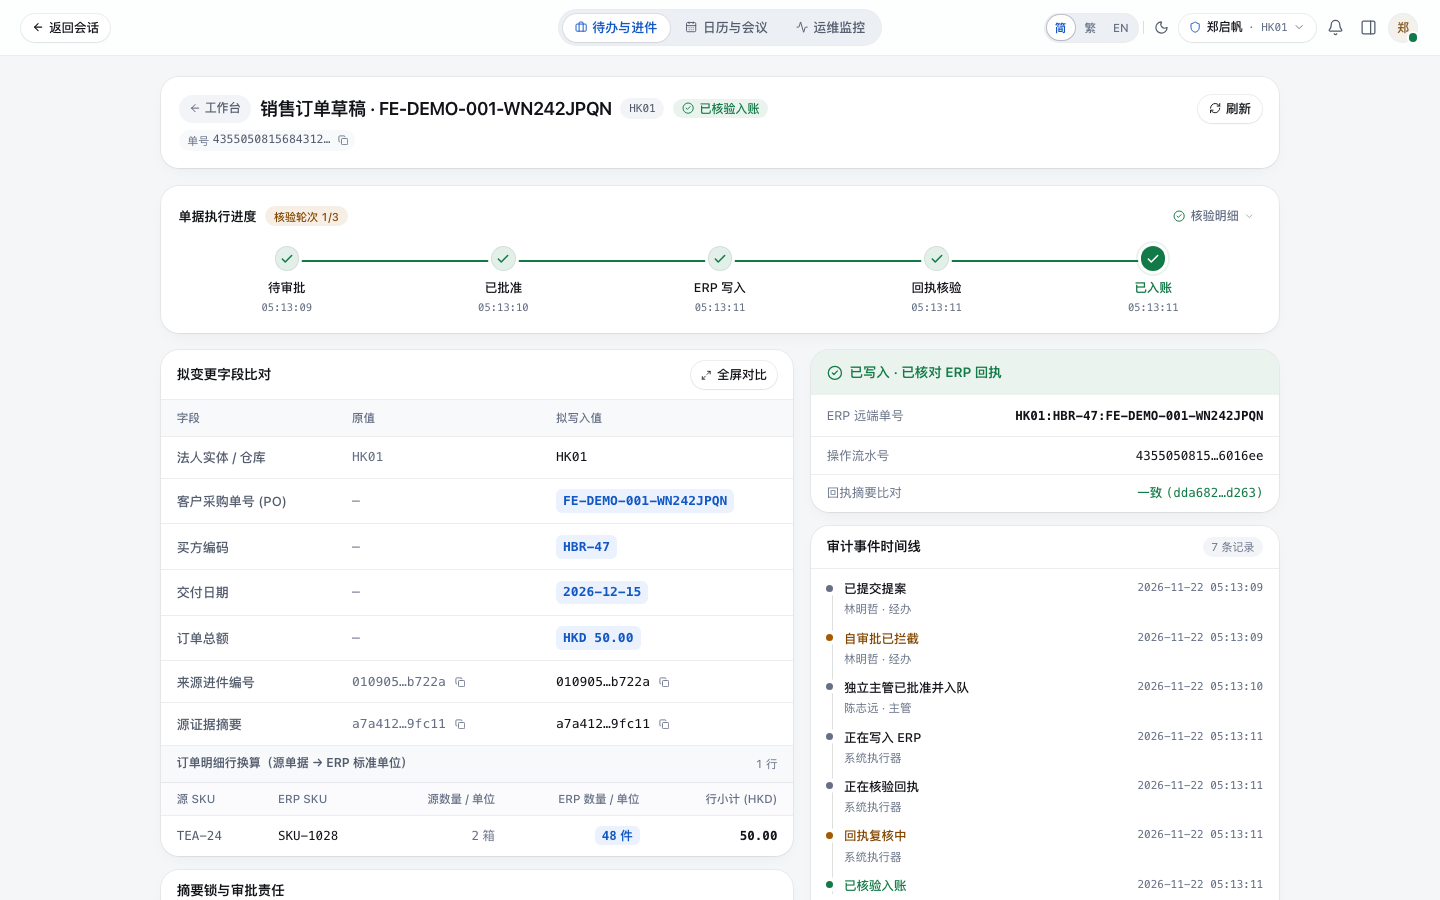 返回会话
待办与进件
日历与会议
运维监控
简 繁 EN
郑启帆 · HK01
郑
工作台
销售订单草稿 · FE-DEMO-001-WN242JPQN
HK01
已核验入账
刷新
单号 4355050815684312…
单据执行进度
核验轮次 1/3
核验明细
待审批
05:13:09
已批准
05:13:10
ERP 写入
05:13:11
回执核验
05:13:11
已入账
05:13:11
拟变更字段比对
全屏对比
字段 原值 拟写入值
法人实体 / 仓库 HK01 HK01
客户采购单号 (PO) — FE-DEMO-001-WN242JPQN
买方编码 — HBR-47
交付日期 — 2026-12-15
订单总额 — HKD 50.00
来源进件编号 010905…b722a 010905…b722a
源证据摘要 a7a412…9fc11 a7a412…9fc11
订单明细行换算（源单据 → ERP 标准单位） 1 行
源 SKU ERP SKU 源数量 / 单位 ERP 数量 / 单位 行小计 (HKD)
TEA-24 SKU-1028 2 箱 48 件 50.00
摘要锁与审批责任
已写入 · 已核对 ERP 回执
ERP 远端单号 HK01:HBR-47:FE-DEMO-001-WN242JPQN
操作流水号 4355050815…6016ee
回执摘要比对 一致 (dda682…d263)
审计事件时间线 7 条记录
已提交提案 2026-11-22 05:13:09
林明哲 · 经办
自审批已拦截 2026-11-22 05:13:09
林明哲 · 经办
独立主管已批准并入队 2026-11-22 05:13:10
陈志远 · 主管
正在写入 ERP 2026-11-22 05:13:11
系统执行器
正在核验回执 2026-11-22 05:13:11
系统执行器
回执复核中 2026-11-22 05:13:11
系统执行器
已核验入账 2026-11-22 05:13:11